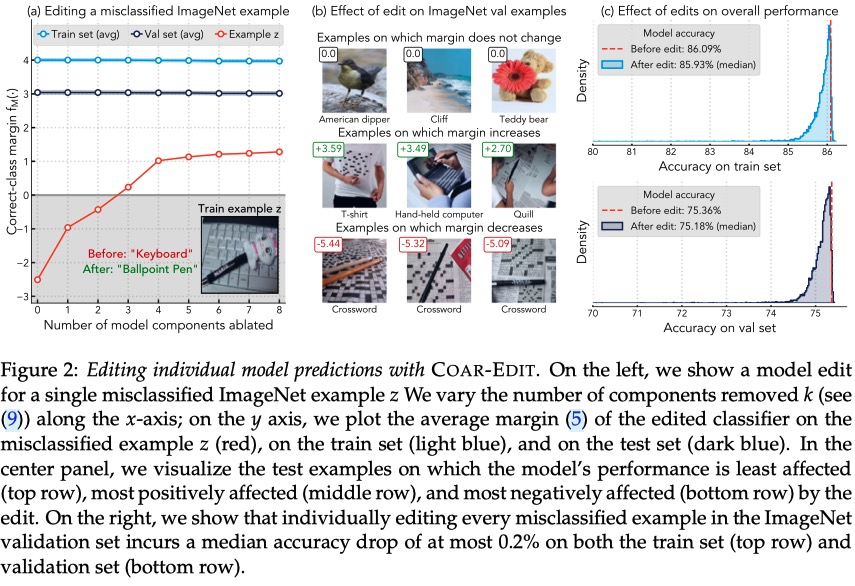 (a) Editing a misclassified ImageNet example
Train set (avg) Val set (avg) Example z
Correct-class margin fM(·)
4
3
2
1
0
−1
−2
−3
Train example z
Before: "Keyboard"
After: "Ballpoint Pen"
0 1 2 3 4 5 6 7 8
Number of model components ablated
(b) Effect of edit on ImageNet val examples
Examples on which margin does not change
0.0 0.0 0.0
American dipper Cliff Teddy bear
Examples on which margin increases
+3.59 +3.49 +2.70
T-shirt Hand-held computer Quill
Examples on which margin decreases
-5.44 -5.32 -5.09
Crossword Crossword Crossword
(c) Effect of edits on overall performance
Model accuracy
Before edit: 86.09%
After edit: 85.93% (median)
Density
80 81 82 83 84 85 86
Accuracy on train set
Model accuracy
Before edit: 75.36%
After edit: 75.18% (median)
Density
70 71 72 73 74 75
Accuracy on val set
Figure 2: Editing individual model predictions with COAR-EDIT. On the left, we show a model edit
for a single misclassified ImageNet example z We vary the number of components removed k (see
(9)) along the x-axis; on the y axis, we plot the average margin (5) of the edited classifier on the
misclassified example z (red), on the train set (light blue), and on the test set (dark blue). In the
center panel, we visualize the test examples on which the model's performance is least affected
(top row), most positively affected (middle row), and most negatively affected (bottom row) by the
edit. On the right, we show that individually editing every misclassified example in the ImageNet
validation set incurs a median accuracy drop of at most 0.2% on both the train set (top row) and
validation set (bottom row).